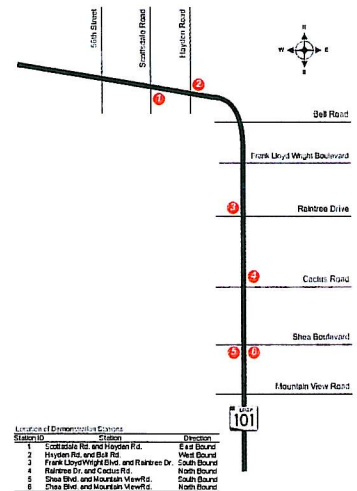 56th Street
Scottsdale Road
Hayden Road
N
W E
S
2
1
Bell Road
Frank Lloyd Wright Boulevard
3
Raintree Drive
4
Cactus Road
Shea Boulevard
5 6
Mountain View Road
LOOP
101
Location of Demonstration Stations
Station ID Station Direction
1 Scottsdale Rd. and Hayden Rd. East Bound
2 Hayden Rd. and Bell Rd. West Bound
3 Frank Lloyd Wright Blvd. and Raintree Dr. South Bound
4 Raintree Dr. and Cactus Rd. North Bound
5 Shea Blvd. and Mountain View Rd. South Bound
6 Shea Blvd. and Mountain View Rd. North Bound